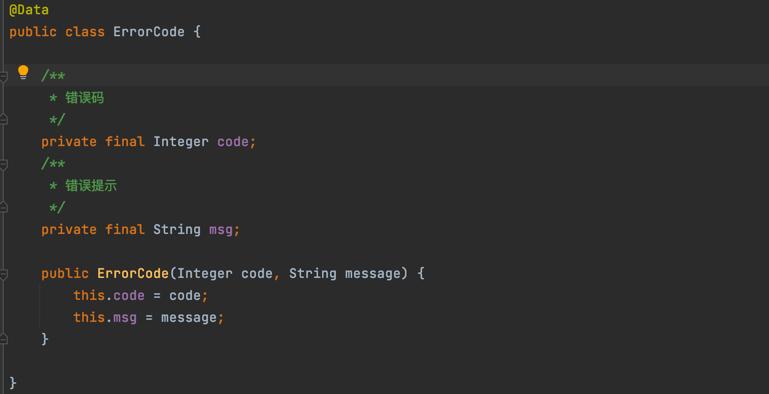 @Data
public class ErrorCode {
/**
* 错误码
*/
private final Integer code;
/**
* 错误提示
*/
private final String msg;
public ErrorCode(Integer code, String message) {
this.code = code;
this.msg = message;
}
}